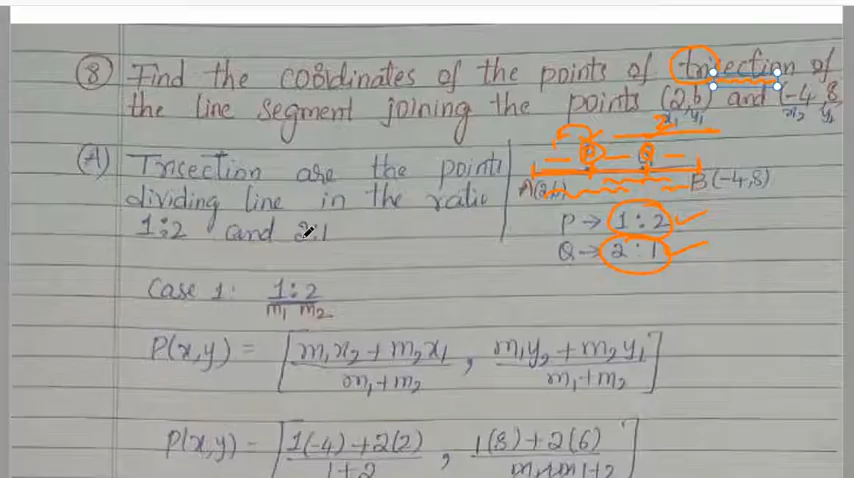 8 Find the coordinates of the points of trisection of
the line segment joining the points (2,6) and (-4,8
x1 y1 x2 y2
2
P Q
A(2,6) B(-4,8)
(A) Trisection are the points
dividing line in the ratio
1:2 and 2:1
P → 1:2
Q → 2:1
Case 1: 1:2
m1 m2
P(x,y) = [m1x2 + m2x1 / m1+m2 , m1y2 + m2y1 / m1+m2]
P(x,y) = [1(-4)+2(2) / 1+2 , 1(8)+2(6) / 1+2]